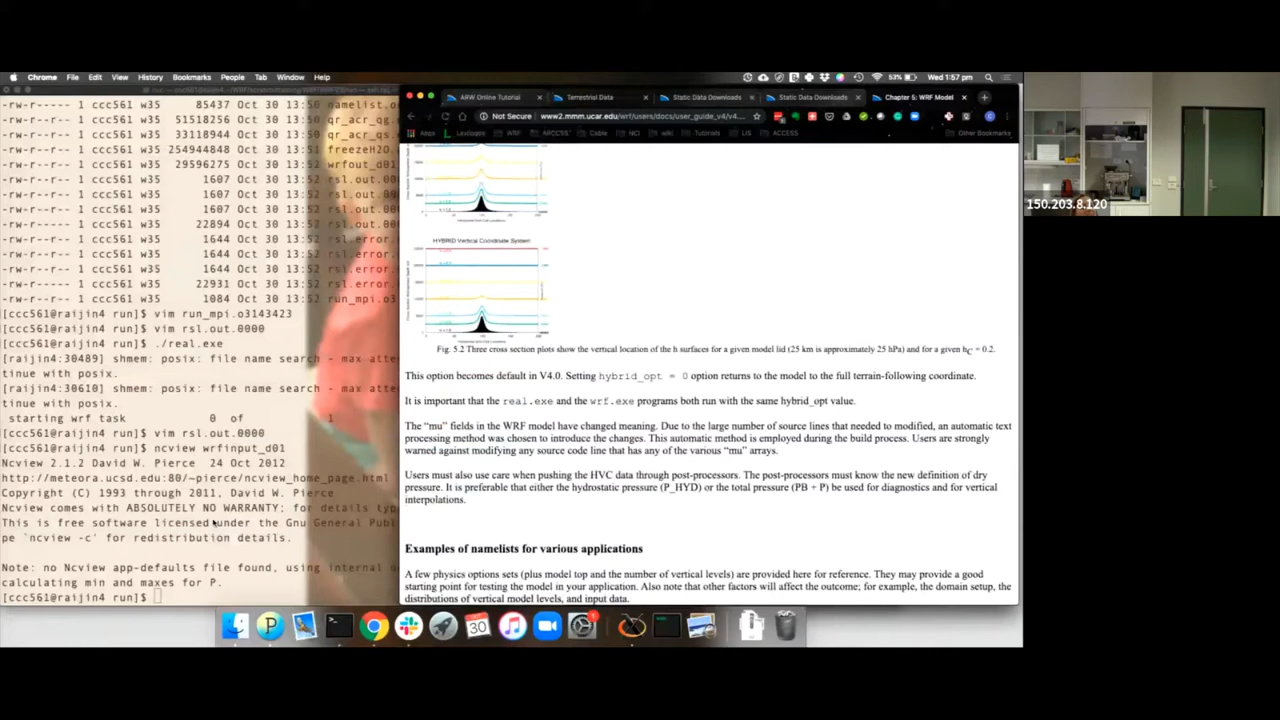 Chrome File Edit View History Bookmarks People Tab Window Help 53% Wed 1:57 pm
-rw-r----- 1 ccc561 w35 85437 Oct 30 13:50 namelist.o
-rw-r----- 1 ccc561 w35 51518256 Oct 30 13:50 qr_acr_qg.
-rw-r----- 1 ccc561 w35 33118944 Oct 30 13:50 qr_acr_qs.
-rw-r----- 1 ccc561 w35 254944848 Oct 30 13:52 freezeH2O.
-rw-r----- 1 ccc561 w35 29596275 Oct 30 13:52 wrfout_d01
-rw-r----- 1 ccc561 w35 1607 Oct 30 13:52 rsl.out.00
-rw-r----- 1 ccc561 w35 1607 Oct 30 13:52 rsl.out.00
-rw-r----- 1 ccc561 w35 1607 Oct 30 13:52 rsl.out.00
-rw-r----- 1 ccc561 w35 22894 Oct 30 13:52 rsl.out.00
-rw-r----- 1 ccc561 w35 1644 Oct 30 13:52 rsl.error.
-rw-r----- 1 ccc561 w35 1644 Oct 30 13:52 rsl.error.
-rw-r----- 1 ccc561 w35 1644 Oct 30 13:52 rsl.error.
-rw-r----- 1 ccc561 w35 22931 Oct 30 13:52 rsl.error.
-rw-r----- 1 ccc561 w35 1084 Oct 30 13:52 run_mpi.o3
[ccc561@raijin4 run]$ vim run_mpi.o3143423
[ccc561@raijin4 run]$ vim rsl.out.0000
[ccc561@raijin4 run]$ ./real.exe
[raijin4:30489] shmem: posix: file name search - max atte
tinue with posix.
[raijin4:30610] shmem: posix: file name search - max atte
tinue with posix.
starting wrf task 0 of 1
[ccc561@raijin4 run]$ vim rsl.out.0000
[ccc561@raijin4 run]$ ncview wrfinput_d01
Ncview 2.1.2 David W. Pierce 24 Oct 2012
http://meteora.ucsd.edu:80/~pierce/ncview_home_page.html
Copyright (C) 1993 through 2011, David W. Pierce
Ncview comes with ABSOLUTELY NO WARRANTY; for details typ
This is free software licensed under the Gnu General Publ
pe `ncview -c' for redistribution details.
Note: no Ncview app-defaults file found, using internal d
calculating min and maxes for P.
[ccc561@raijin4 run]$
ARW Online Tutorial Terrestrial Data Static Data Downloads Static Data Downloads Chapter 5: WRF Model
Not Secure www2.mmm.ucar.edu/wrf/users/docs/user_guide_v4/v4....
Apps WRF ARCCSS Cable NCI wiki Tutorials LIS ACCESS Other Bookmarks
HYBRID Vertical Coordinate System
Fig. 5.2 Three cross section plots show the vertical location of the h surfaces for a given model lid (25 km is approximately 25 hPa) and for a given hC = 0.2.
This option becomes default in V4.0. Setting hybrid_opt = 0 option returns to the model to the full terrain-following coordinate.
It is important that the real.exe and the wrf.exe programs both run with the same hybrid_opt value.
The “mu” fields in the WRF model have changed meaning. Due to the large number of source lines that needed to modified, an automatic text
processing method was chosen to introduce the changes. This automatic method is employed during the build process. Users are strongly
warned against modifying any source code line that has any of the various “mu” arrays.
Users must also use care when pushing the HVC data through post-processors. The post-processors must know the new definition of dry
pressure. It is preferable that either the hydrostatic pressure (P_HYD) or the total pressure (PB + P) be used for diagnostics and for vertical
interpolations.
Examples of namelists for various applications
A few physics options sets (plus model top and the number of vertical levels) are provided here for reference. They may provide a good
starting point for testing the model in your application. Also note that other factors will affect the outcome; for example, the domain setup, the
distributions of vertical model levels, and input data.
30
1
150.203.8.120